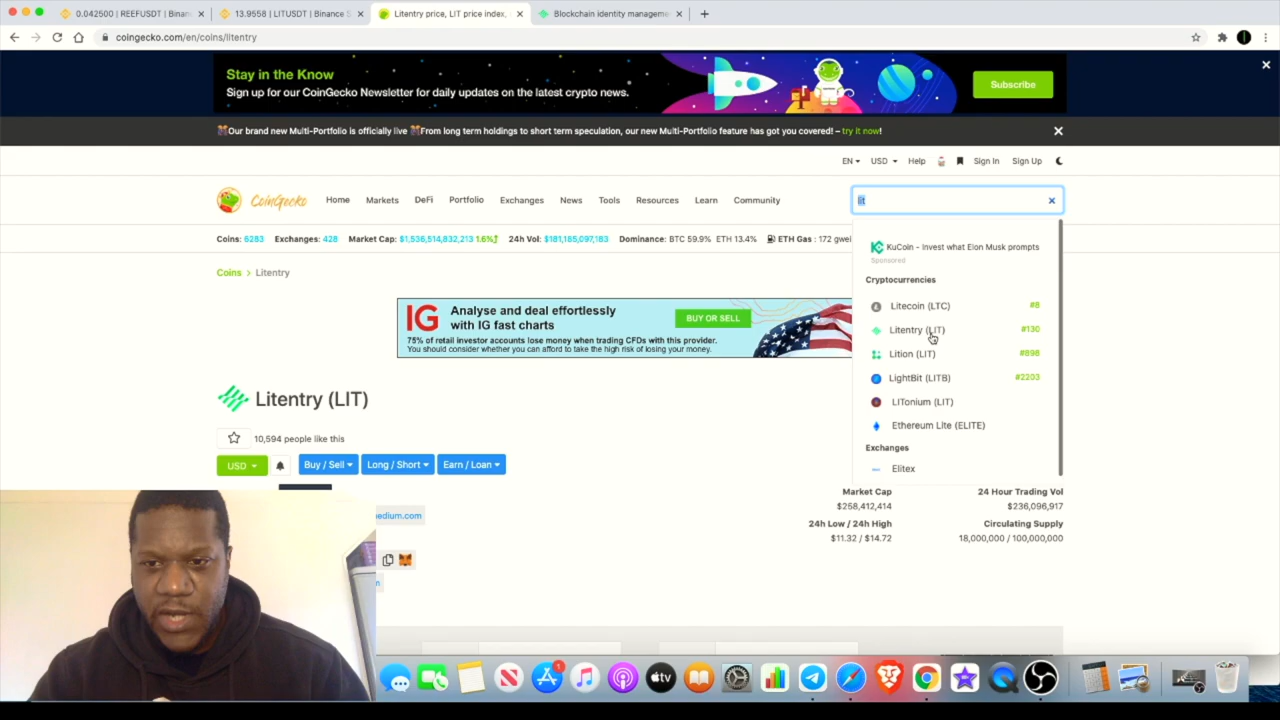 0.042500 | REEFUSDT | Binan
13.9558 | LITUSDT | Binance S
Litentry price, LIT price index,
Blockchain identity manageme
coingecko.com/en/coins/litentry
Stay in the Know
Sign up for our CoinGecko Newsletter for daily updates on the latest crypto news.
Subscribe
Our brand new Multi-Portfolio is officially live From long term holdings to short term speculation, our new Multi-Portfolio feature has got you covered! – try it now!
EN USD Help Sign In Sign Up
CoinGecko Home Markets DeFi Portfolio Exchanges News Tools Resources Learn Community
lit
Coins: 6283 Exchanges: 428 Market Cap: $1,536,514,832,213 1.6% 24h Vol: $181,165,097,183 Dominance: BTC 59.9% ETH 13.4% ETH Gas: 172 gwei
KuCoin - Invest what Elon Musk prompts
Sponsored
Cryptocurrencies
Litecoin (LTC) #8
Litentry (LIT) #130
Lition (LIT) #898
LightBit (LITB) #2203
LITonium (LIT)
Ethereum Lite (ELITE)
Exchanges
Elitex
Coins > Litentry
IG
Analyse and deal effortlessly
with IG fast charts
BUY OR SELL
75% of retail investor accounts lose money when trading CFDs with this provider.
You should consider whether you can afford to take the high risk of losing your money.
Litentry (LIT)
10,594 people like this
USD
Buy / Sell
Long / Short
Earn / Loan
Market Cap
$258,412,414
24 Hour Trading Vol
$236,096,917
24h Low / 24h High
$11.32 / $14.72
Circulating Supply
18,000,000 / 100,000,000
edium.com
1
tv